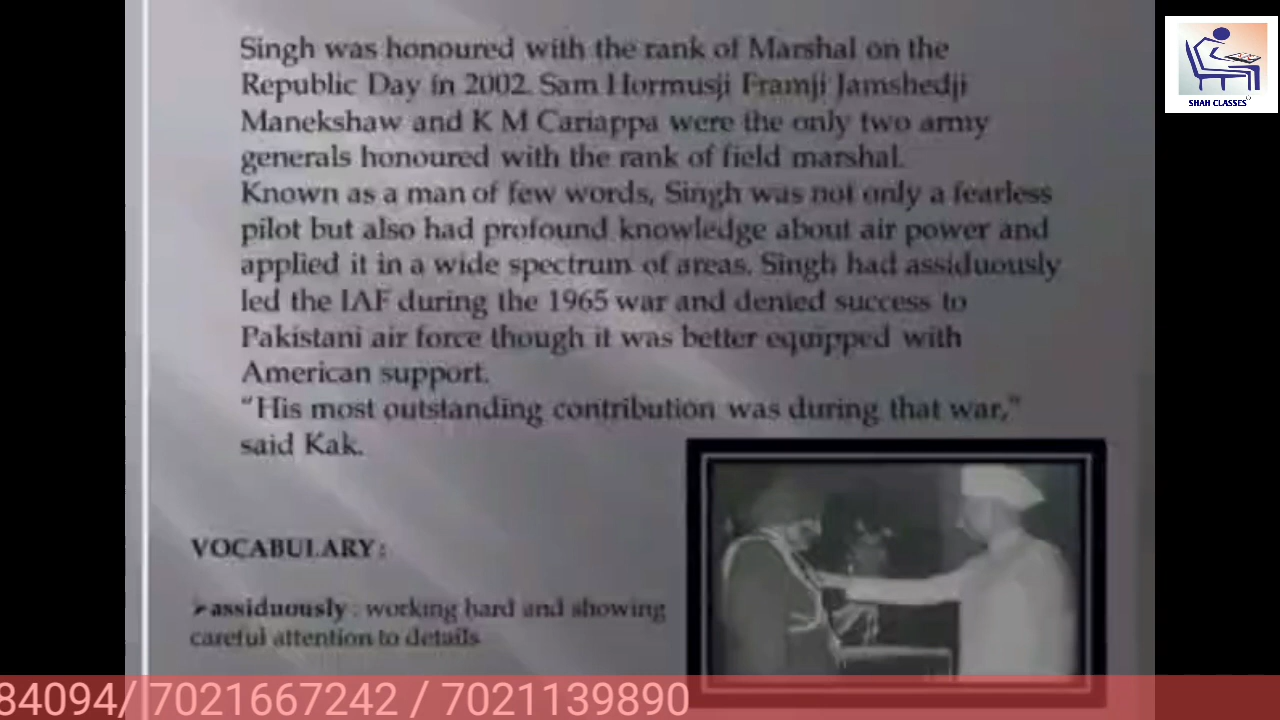 Singh was honoured with the rank of Marshal on the
Republic Day in 2002. Sam Hormusji Framji Jamshedji
Manekshaw and K M Cariappa were the only two army
generals honoured with the rank of field marshal.
Known as a man of few words, Singh was not only a fearless
pilot but also had profound knowledge about air power and
applied it in a wide spectrum of areas. Singh had assiduously
led the IAF during the 1965 war and denied success to
Pakistani air force though it was better equipped with
American support.
"His most outstanding contribution was during that war,"
said Kak.
VOCABULARY:
➢assiduously : working hard and showing
careful attention to details
SHAH CLASSES
84094/ 7021667242 / 7021139890